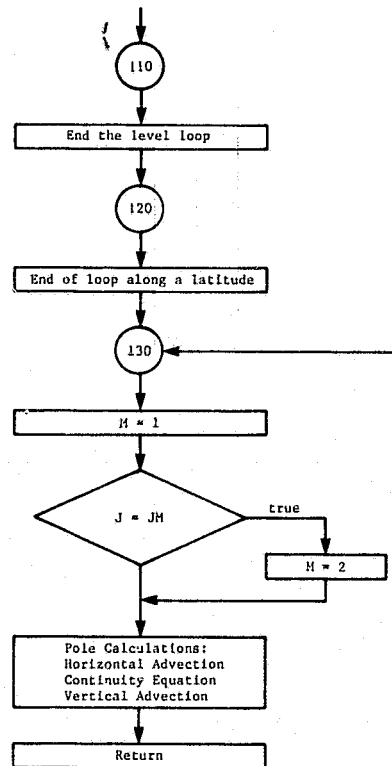 110
End the level loop
120
End of loop along a latitude
130
M = 1
J = JM
true
M = 2
Pole Calculations:
Horizontal Advection
Continuity Equation
Vertical Advection
Return